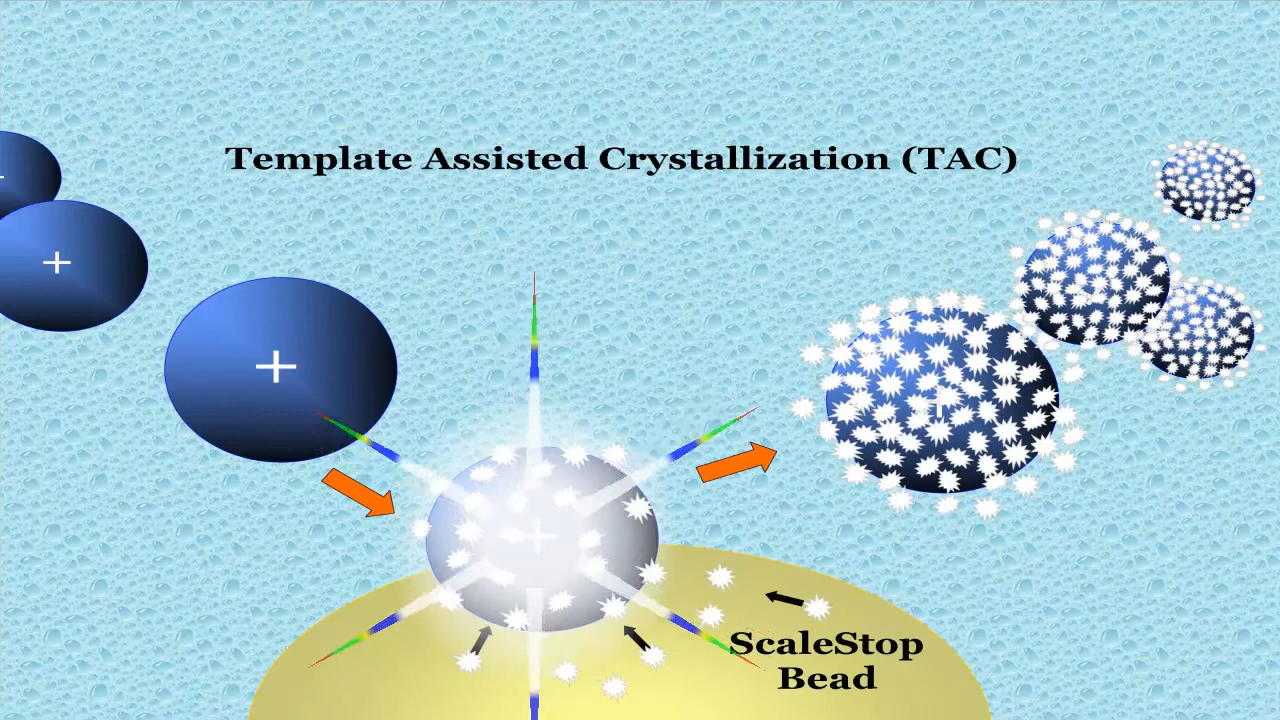 Template Assisted Crystallization (TAC)
+
+
+
ScaleStop
Bead